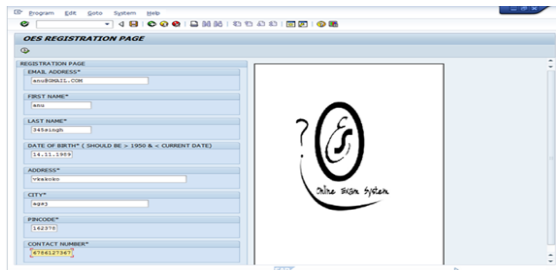 Program Edit Goto System Help
OES REGISTRATION PAGE
REGISTRATION PAGE
EMAIL ADDRESS*
anu@GMAIL.COM
FIRST NAME*
anu
LAST NAME*
345singh
DATE OF BIRTH* ( SHOULD BE > 1950 & < CURRENT DATE)
14.11.1989
ADDRESS*
CITY*
PINCODE*
162370
CONTACT NUMBER*
6786127367
?
Es
Online Exam System